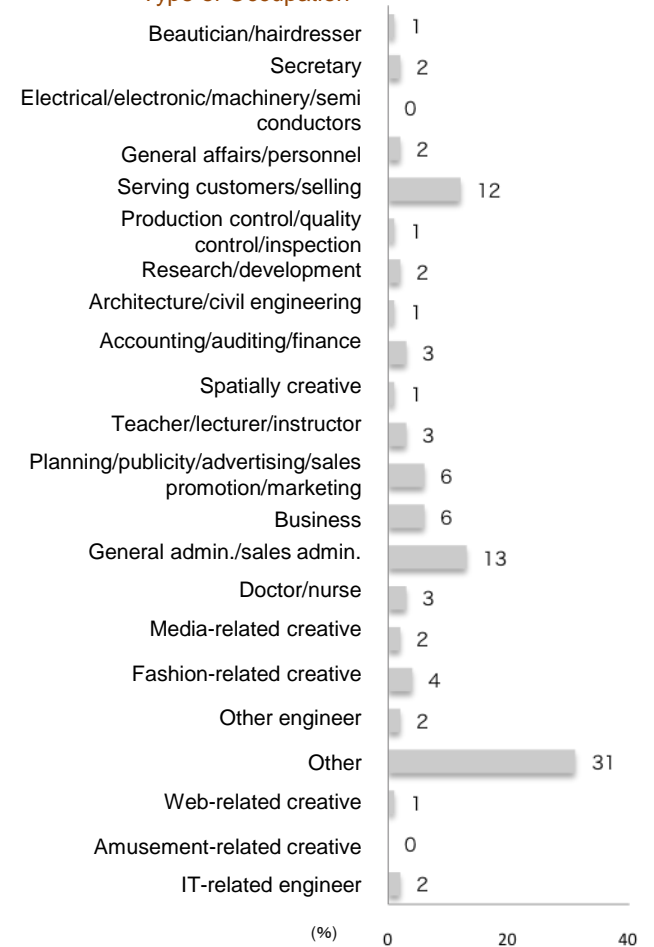 Type of Occupation
Beautician/hairdresser 1
Secretary 2
Electrical/electronic/machinery/semi
conductors 0
General affairs/personnel 2
Serving customers/selling 12
Production control/quality
control/inspection 1
Research/development 2
Architecture/civil engineering 1
Accounting/auditing/finance 3
Spatially creative 1
Teacher/lecturer/instructor 3
Planning/publicity/advertising/sales
promotion/marketing 6
Business 6
General admin./sales admin. 13
Doctor/nurse 3
Media-related creative 2
Fashion-related creative 4
Other engineer 2
Other 31
Web-related creative 1
Amusement-related creative 0
IT-related engineer 2
(%) 0 20 40